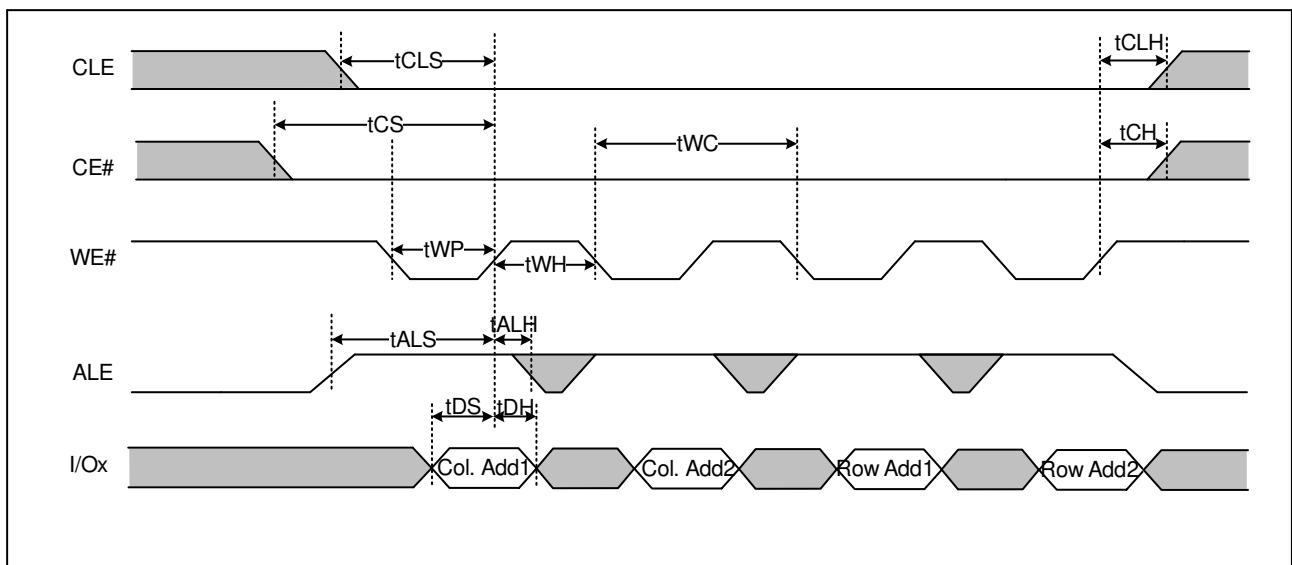 CLE
tCLS
tCLH
tCS
CE#
tWC
tCH
WE#
tWP
tWH
tALH
tALS
ALE
tDS
tDH
I/Ox
Col. Add1
Col. Add2
Row Add1
Row Add2